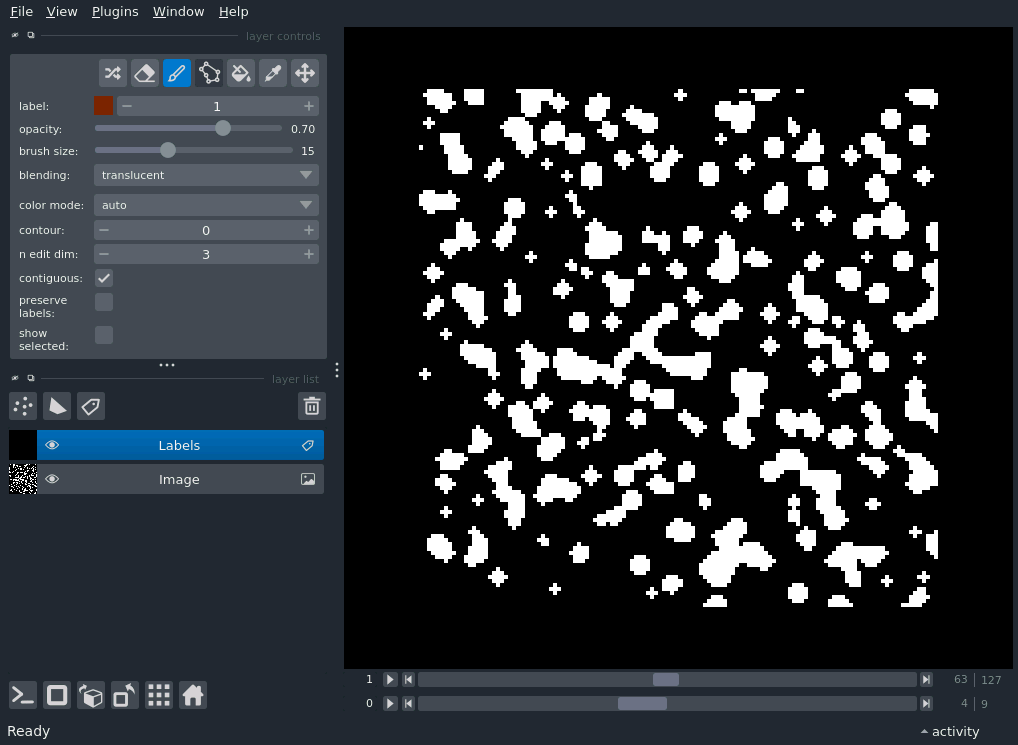 File View Plugins Window Help
layer controls
label: 1
opacity: 0.70
brush size: 15
blending: translucent
color mode: auto
contour: 0
n edit dim: 3
contiguous:
preserve
labels:
show
selected:
layer list
Labels
Image
1 63 127
0 4 9
Ready activity